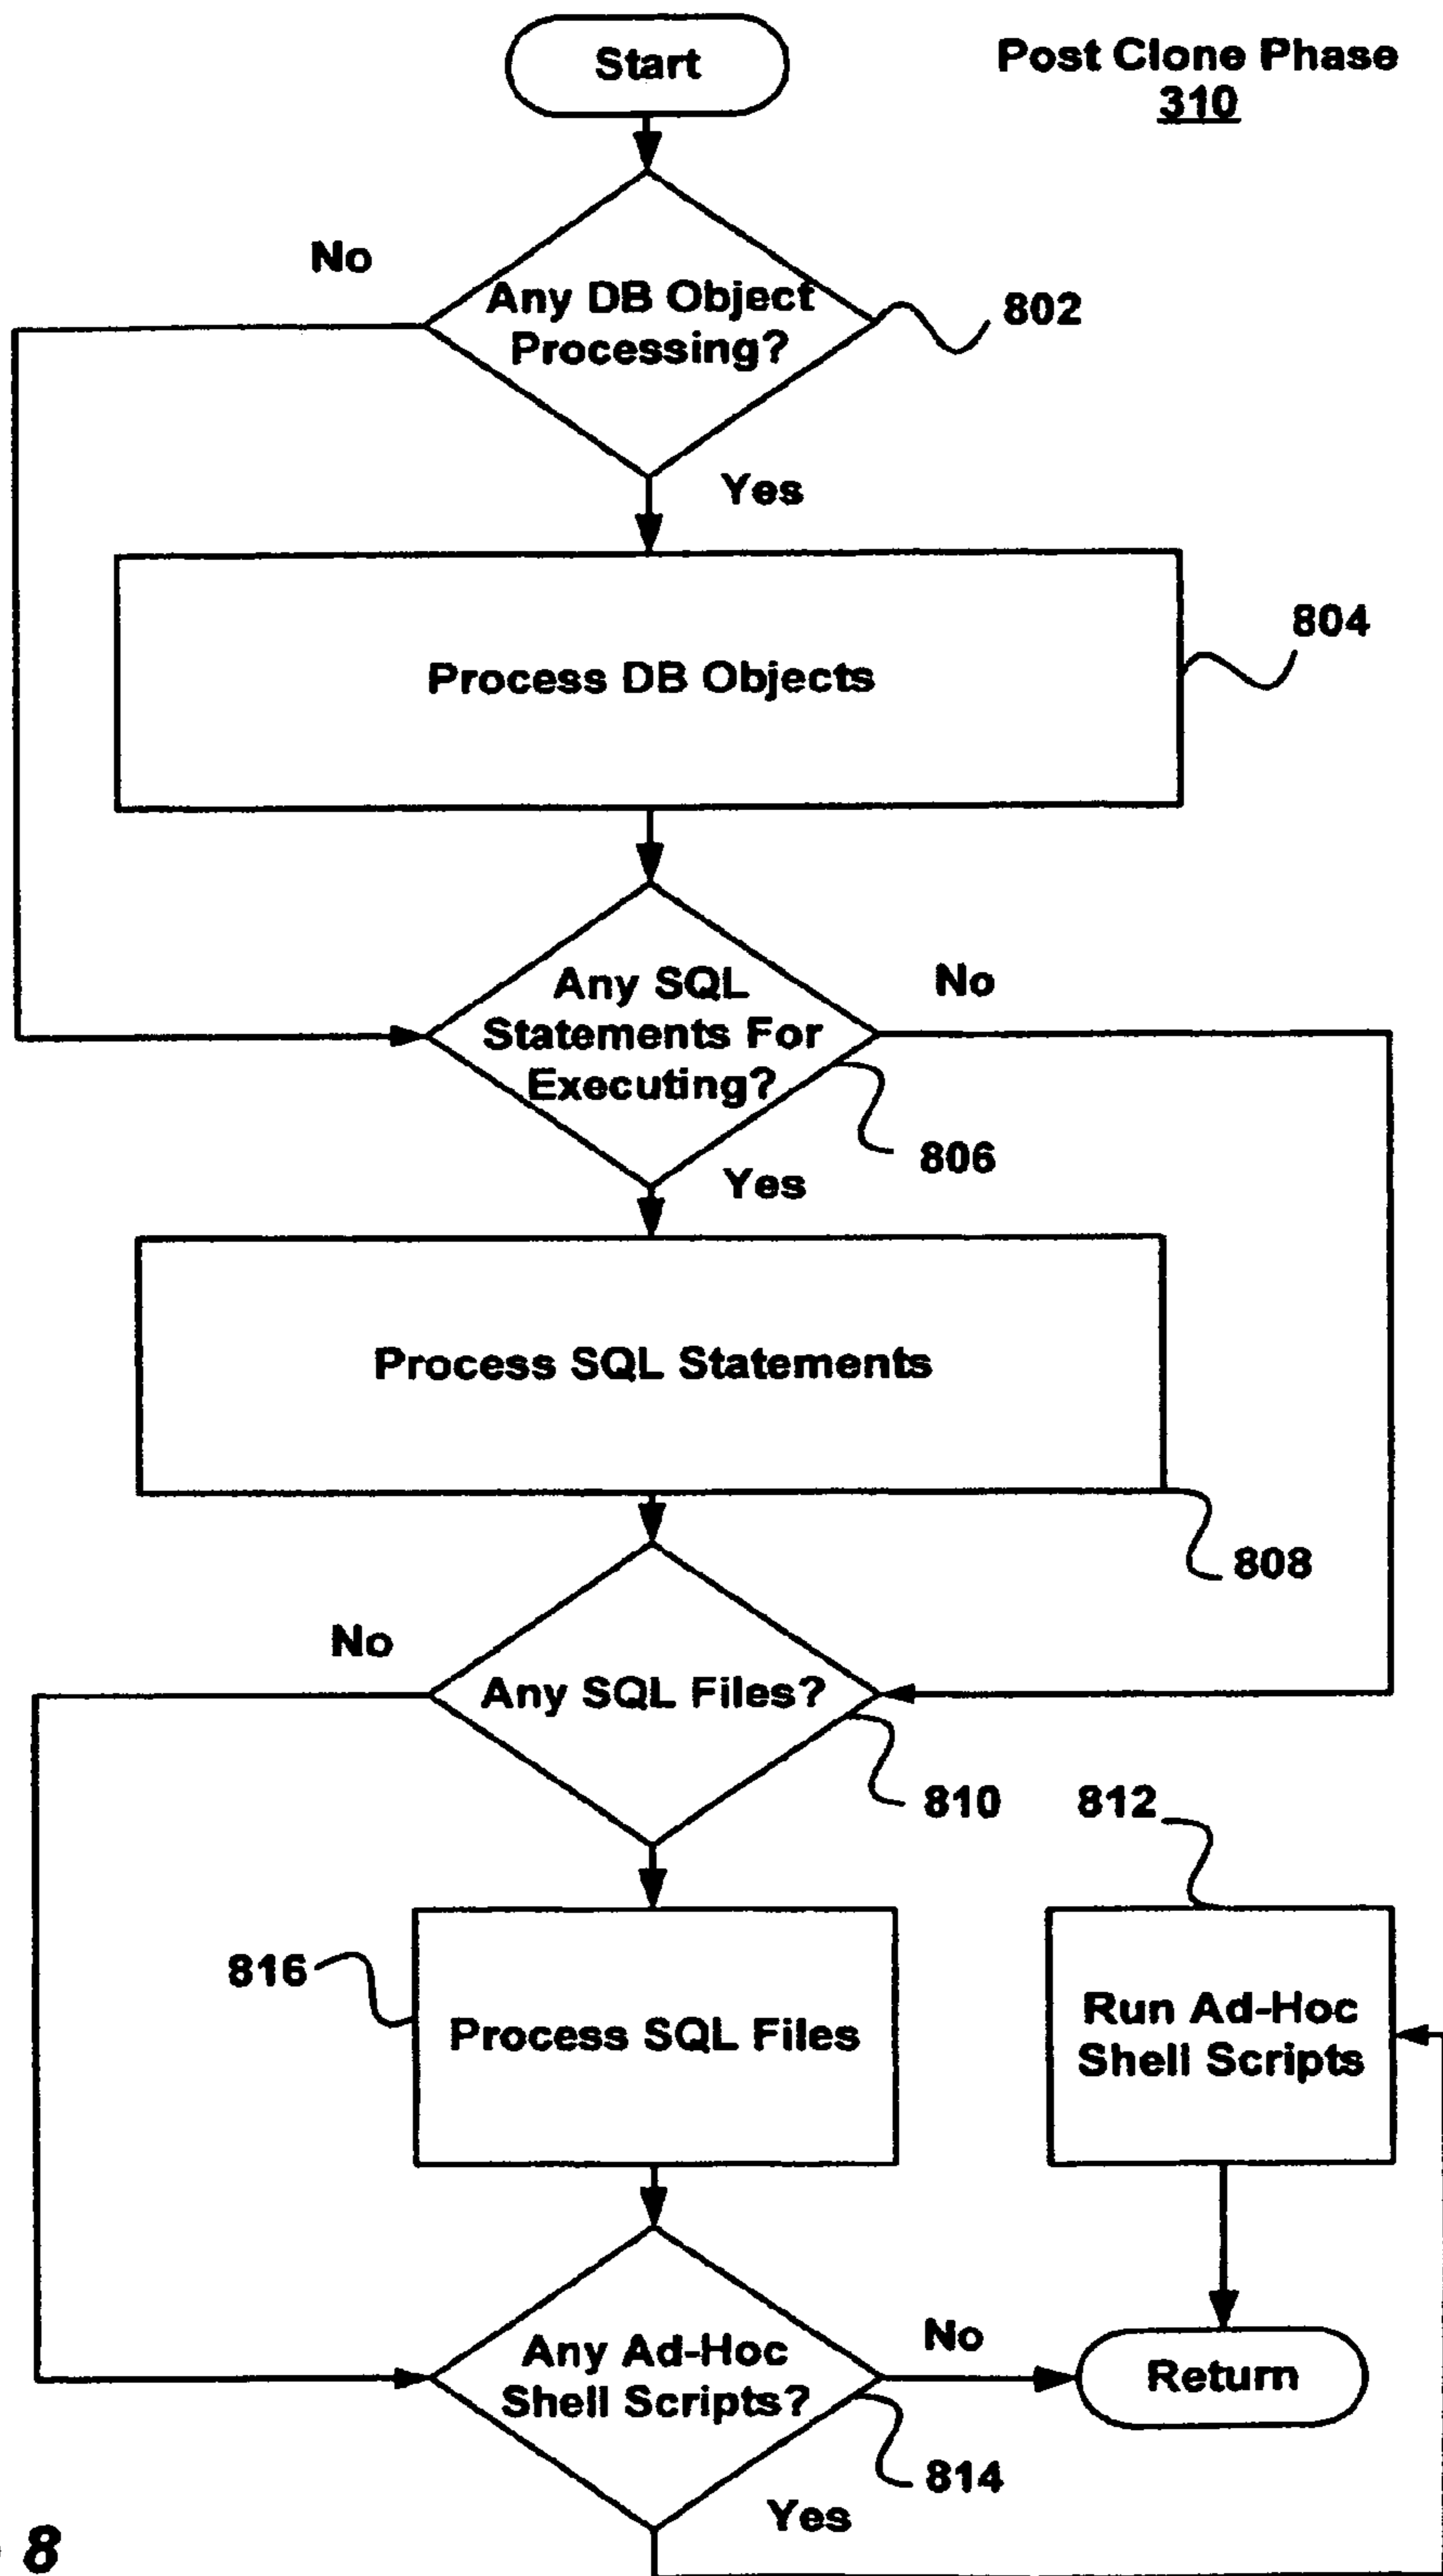 Start
Post Clone Phase
310
No
Any DB Object
Processing?
802
Yes
804
Process DB Objects
Any SQL
Statements For
Executing?
No
806
Yes
Process SQL Statements
808
No
Any SQL Files?
810
812
816
Process SQL Files
Run Ad-Hoc
Shell Scripts
Any Ad-Hoc
Shell Scripts?
No
Return
814
Yes
8